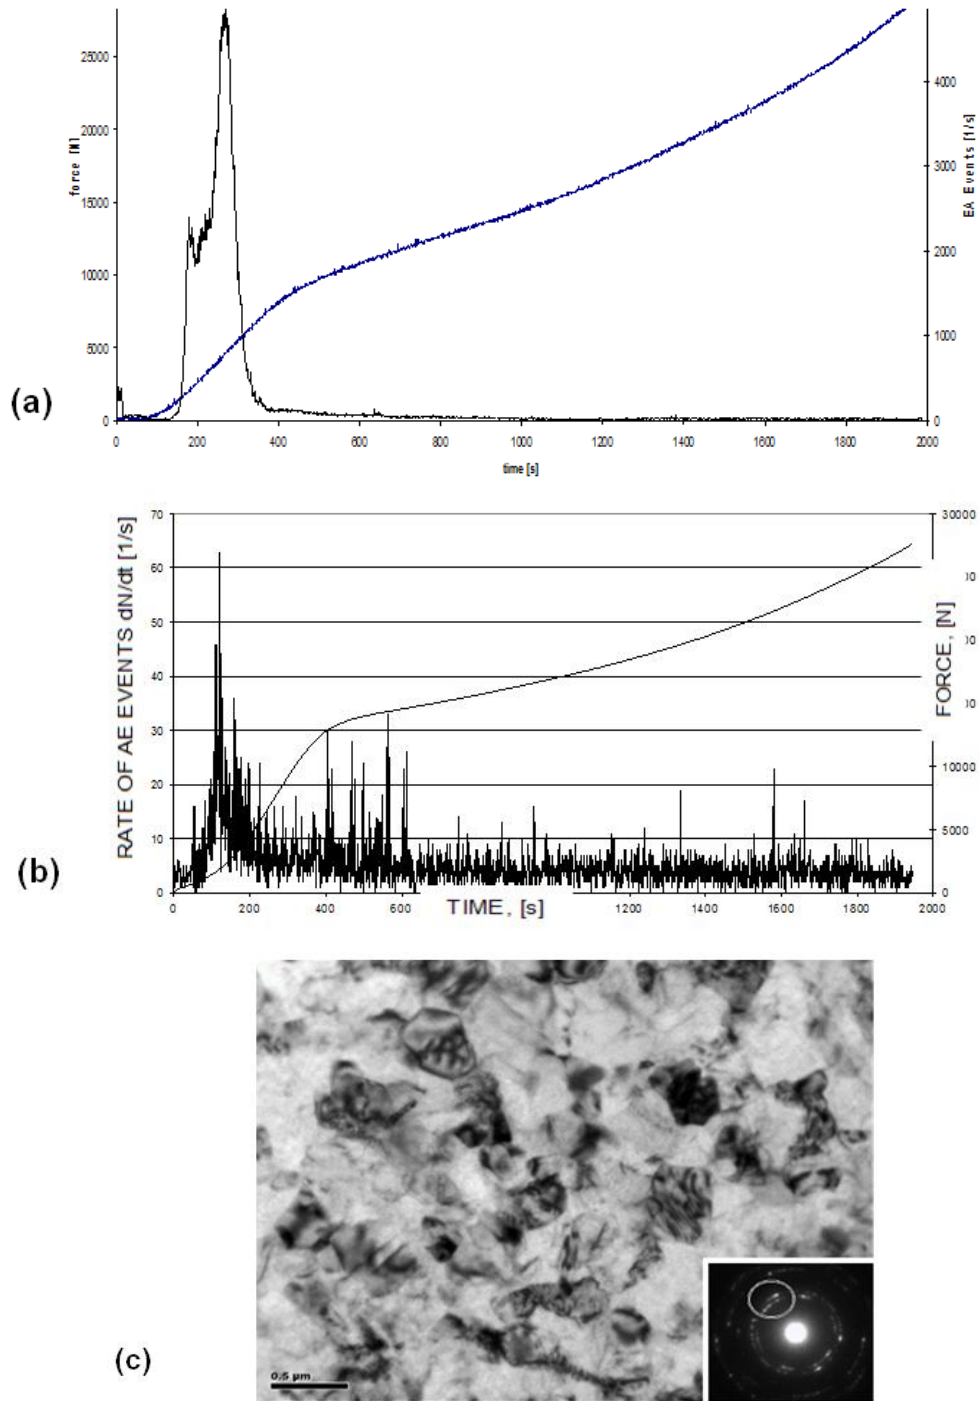 25000
20000
15000
10000
5000
0
force [N]
4000
3000
2000
1000
0
EA Events [1/s]
0 200 400 600 800 1000 1200 1400 1600 1800 2000
time [s]
(a)
70
60
50
40
30
20
10
0
RATE OF AE EVENTS dN/dt [1/s]
30000
10000
5000
0
FORCE, [N]
0 200 400 600 1200 1400 1600 1800 2000
TIME, [s]
(b)
(c)
0.5 µm